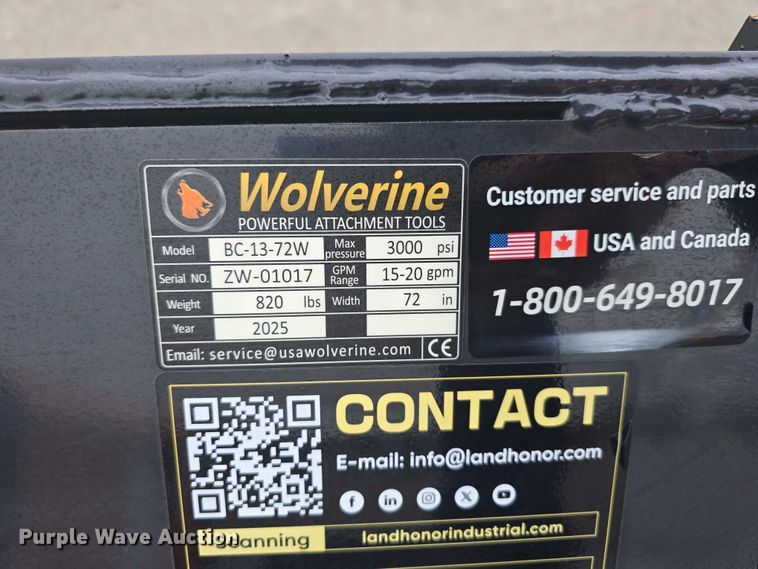 Wolverine
POWERFUL ATTACHMENT TOOLS
Model BC-13-72W Max pressure 3000 psi
Serial NO. ZW-01017 GPM Range 15-20 gpm
Weight 820 lbs Width 72 in
Year 2025
Email: service@usawolverine.com CE
Customer service and parts
USA and Canada
1-800-649-8017
CONTACT
E-mail: info@landhonor.com
landhonorindustrial.com
Scanning
Purple Wave Auction